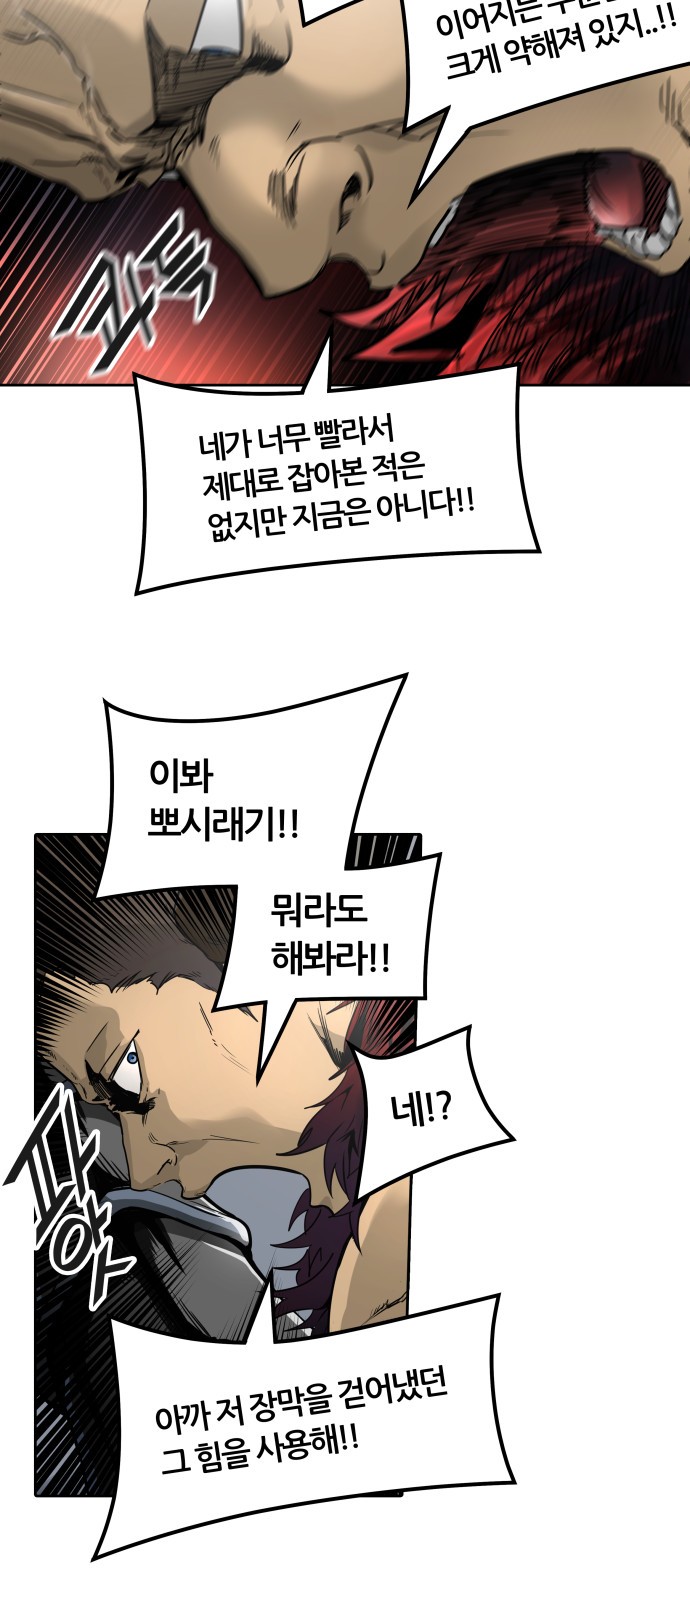 이어지는
크게 약해져 있지..!!
콰득
네가 너무 빨라서
제대로 잡아본 적은
없지만 지금은 아니다!!
이봐
뽀시래기!!
뭐라도
해봐라!!
네!?
파앗
아까 저 장막을 걷어냈던
그 힘을 사용해!!